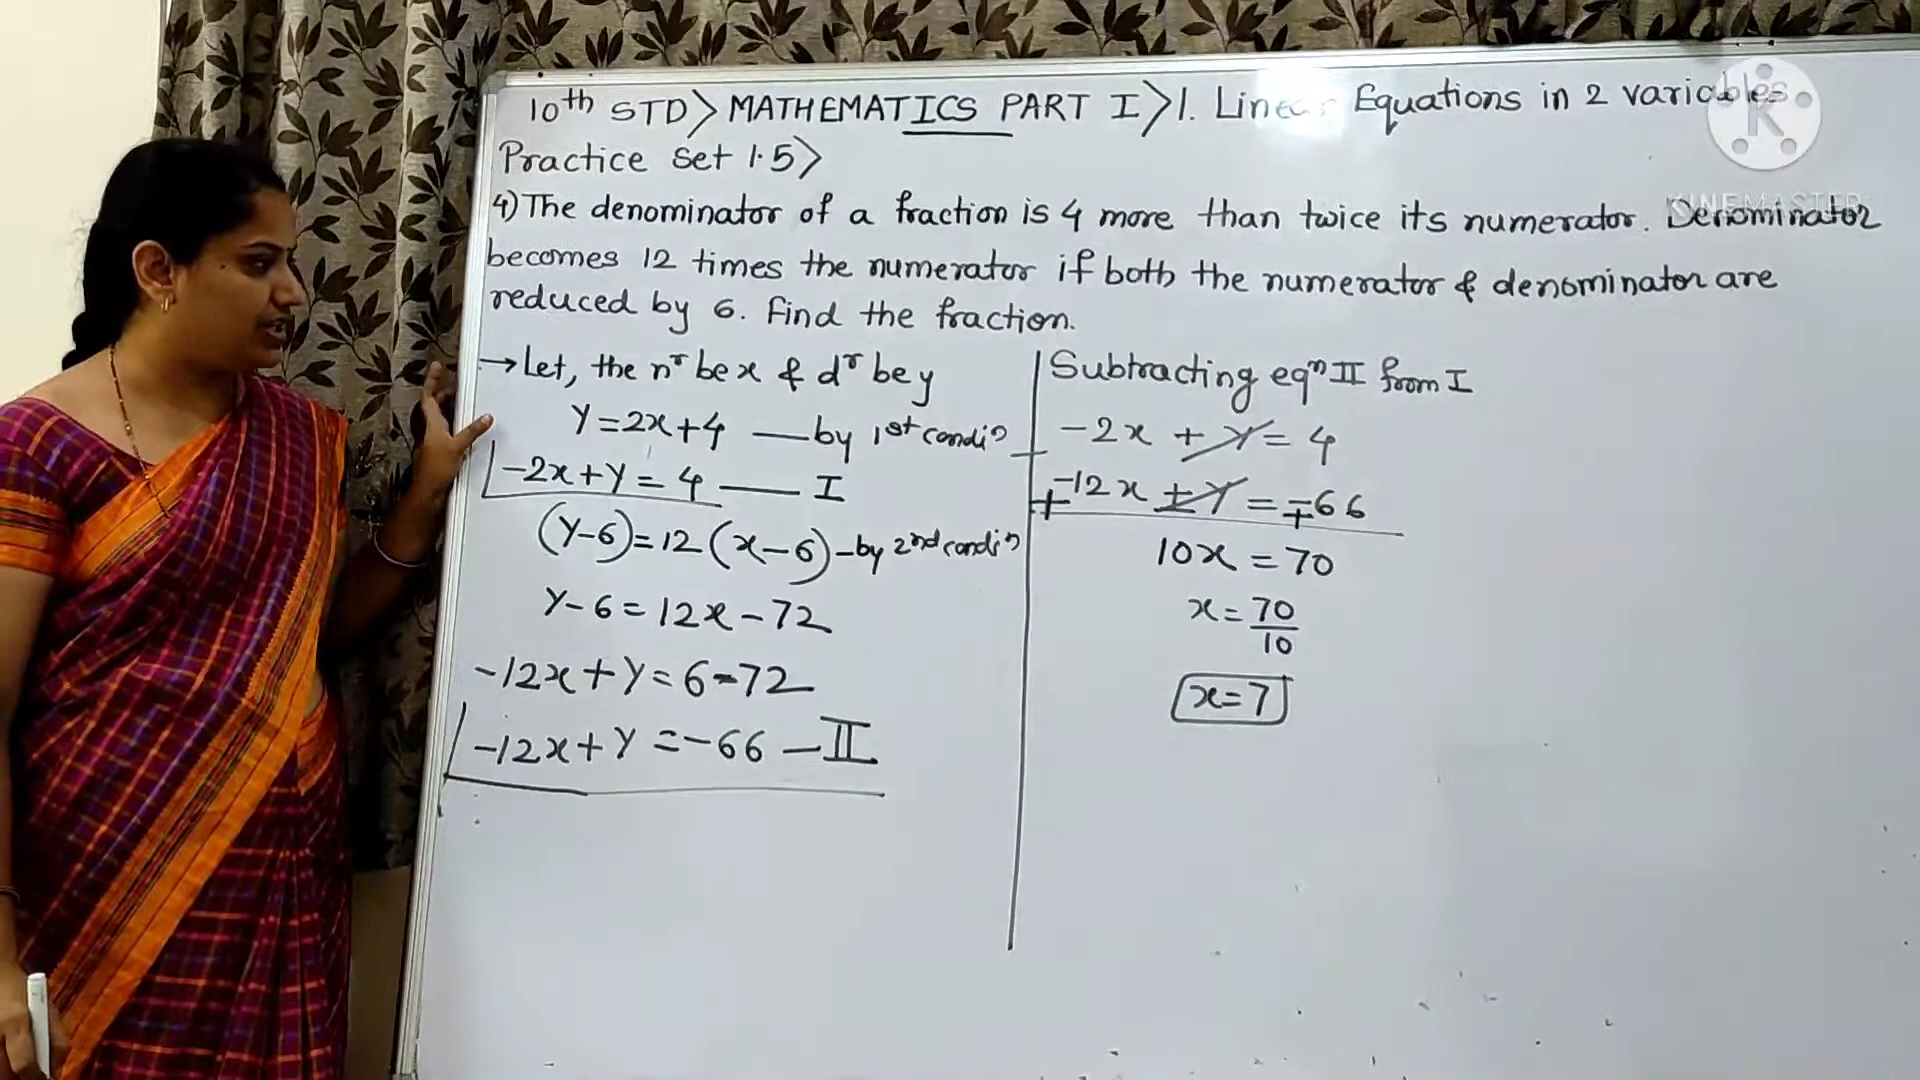 10th STD > MATHEMATICS PART I > 1. Linear Equations in 2 variables
Practice Set 1.5 >
4) The denominator of a fraction is 4 more than twice its numerator. Denominator
becomes 12 times the numerator if both the numerator & denominator are
reduced by 6. Find the fraction.
→ Let, the nʳ be x & dʳ be y
y = 2x + 4 — by 1st condiⁿ
-2x + y = 4 — I
(y-6) = 12 (x-6) - by 2nd condiⁿ
y - 6 = 12x - 72
-12x + y = 6 - 72
-12x + y = -66 — II
Subtracting eqⁿ II from I
-2x + y = 4
-12x + y = -66
+ - +
10x = 70
x = 70/10
x = 7
K
KINEMASTER